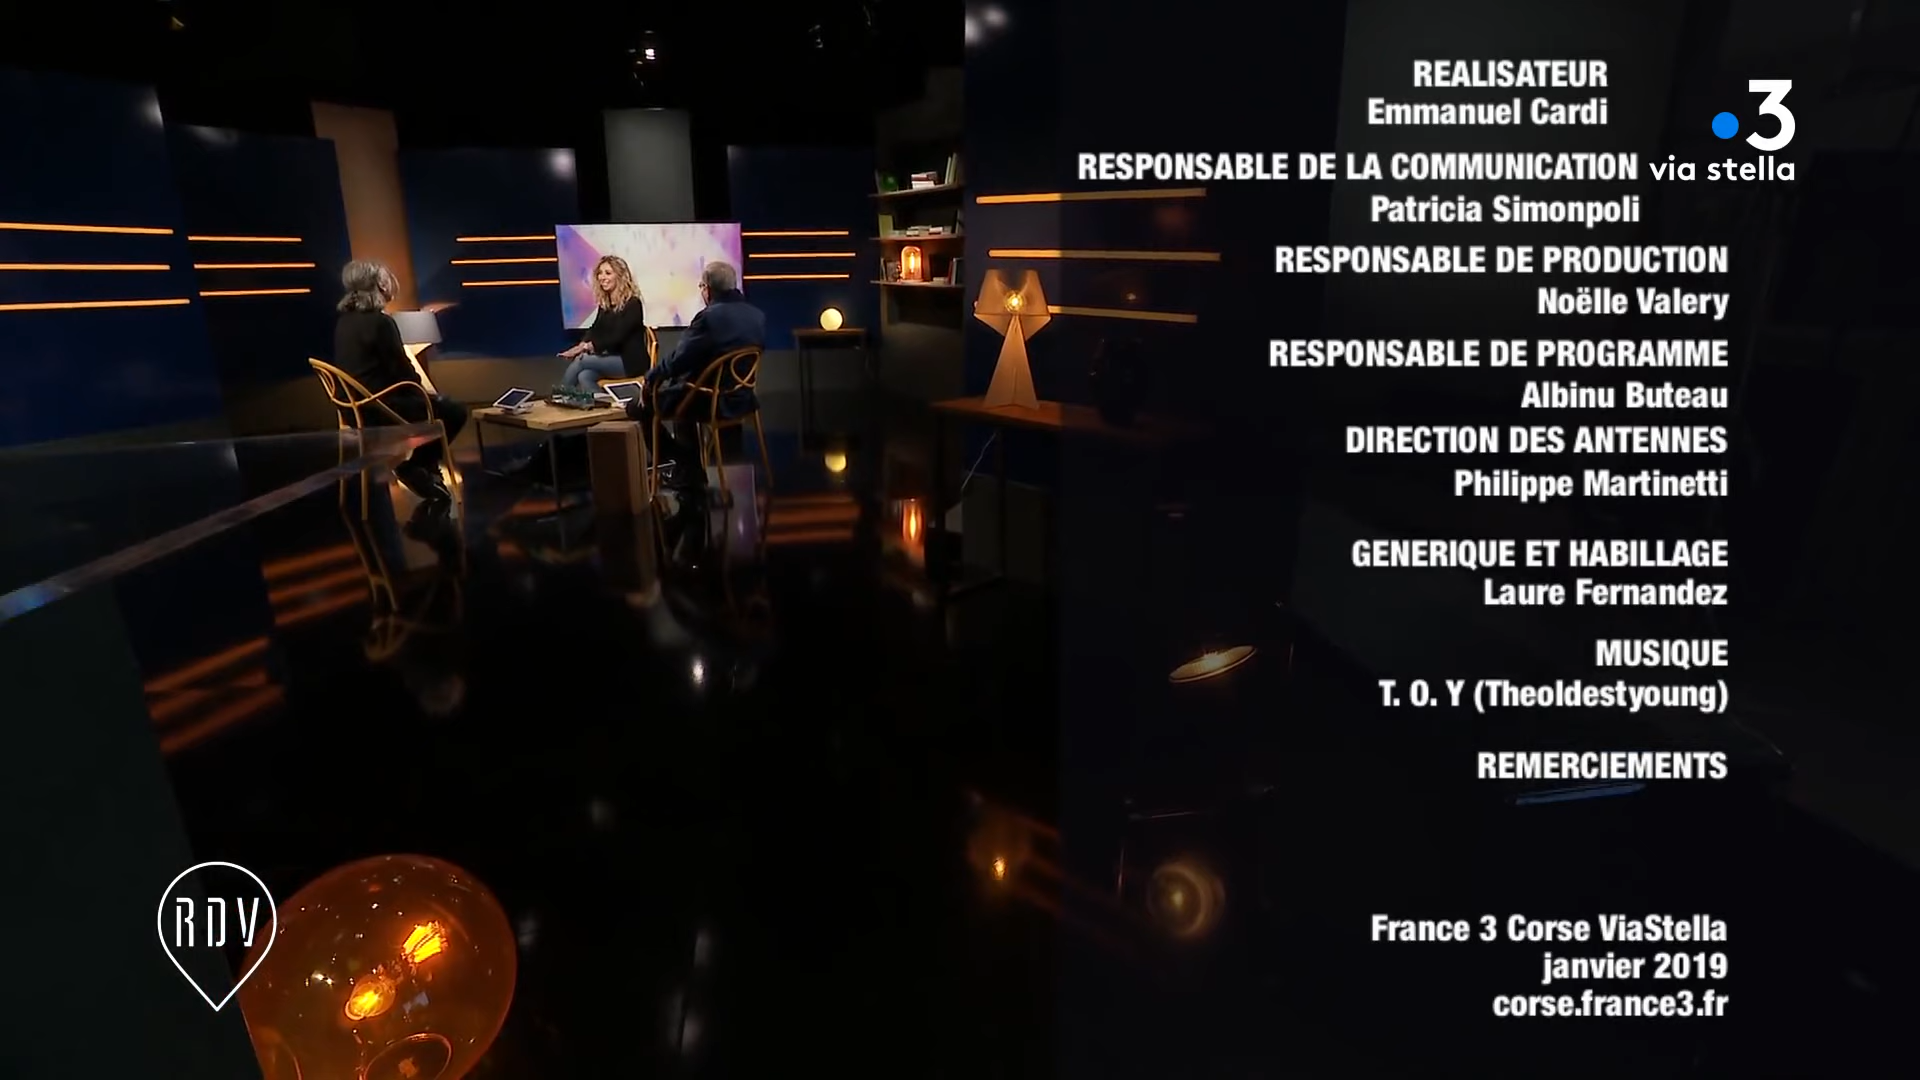 REALISATEUR
Emmanuel Cardi
3
RESPONSABLE DE LA COMMUNICATION
via stella
Patricia Simonpoli
RESPONSABLE DE PRODUCTION
Noëlle Valery
RESPONSABLE DE PROGRAMME
Albinu Buteau
DIRECTION DES ANTENNES
Philippe Martinetti
GENERIQUE ET HABILLAGE
Laure Fernandez
MUSIQUE
T. O. Y (Theoldestyoung)
REMERCIEMENTS
RDV
France 3 Corse ViaStella
janvier 2019
corse.france3.fr